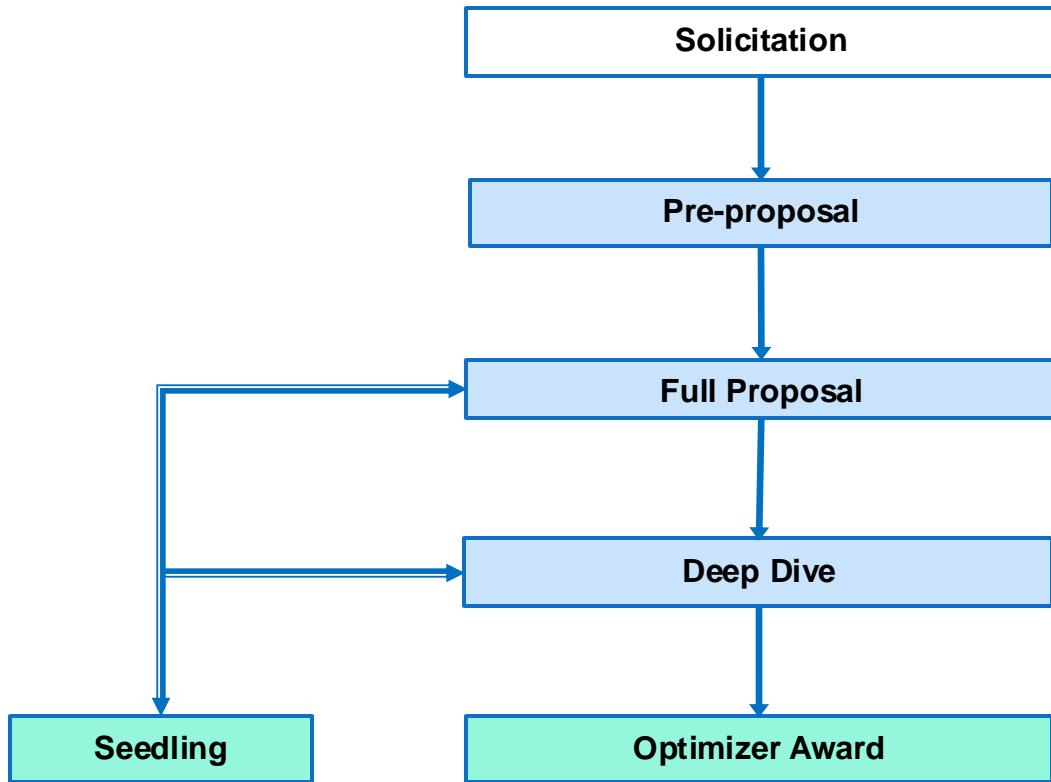 Solicitation
Pre-proposal
Full Proposal
Deep Dive
Seedling
Optimizer Award